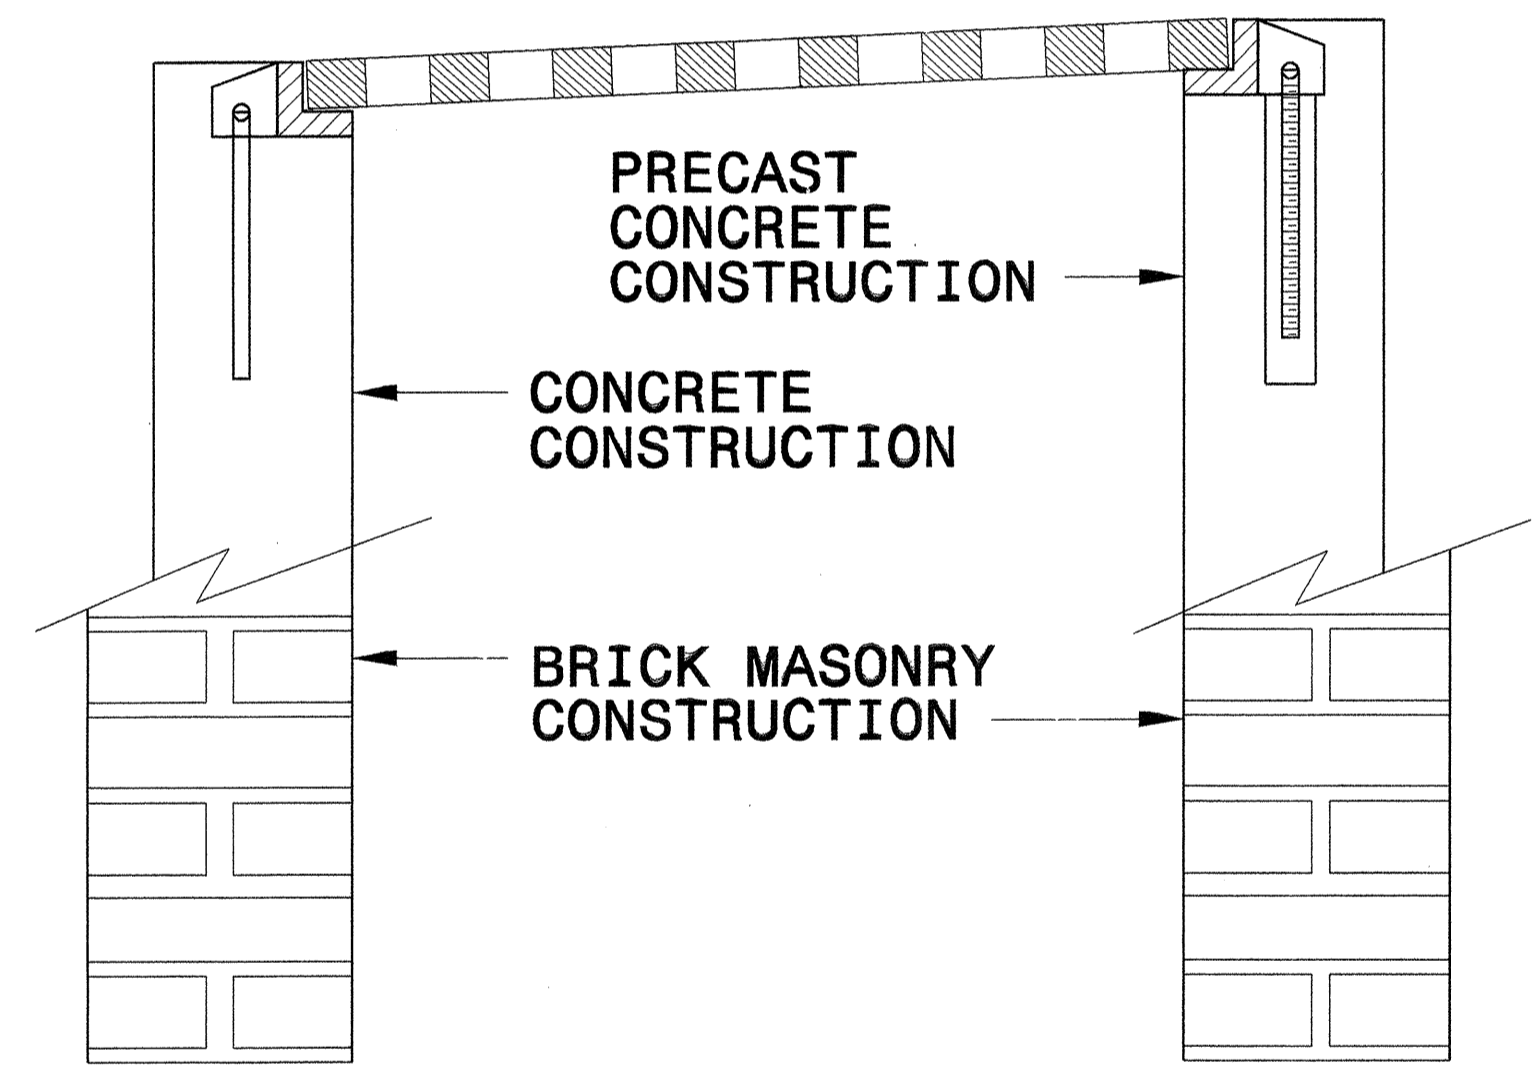 PRECAST
CONCRETE
CONSTRUCTION
CONCRETE
CONSTRUCTION
BRICK MASONRY
CONSTRUCTION